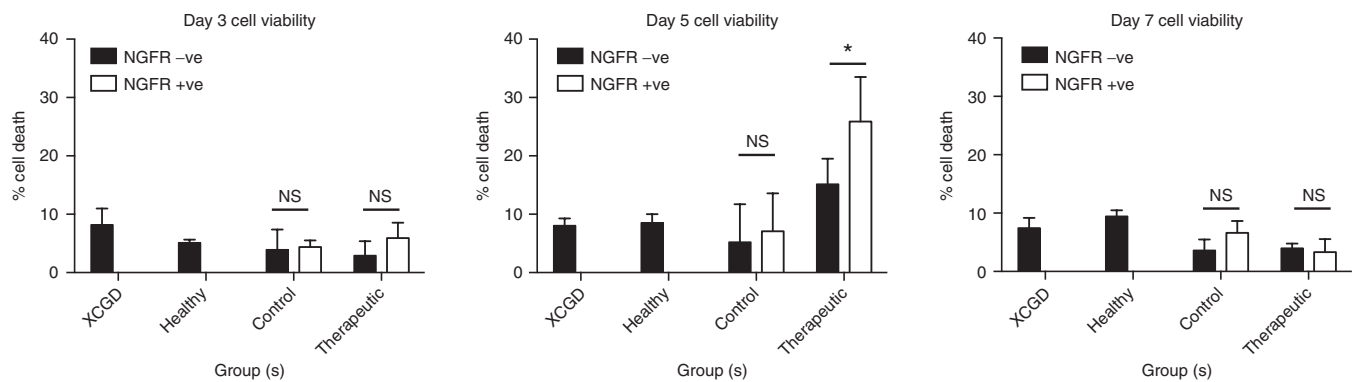 Day 3 cell viability
40
30
20
10
0
% cell death
NGFR –ve
NGFR +ve
NS
NS
XCGD
Healthy
Control
Therapeutic
Group (s)
Day 5 cell viability
40
30
20
10
0
% cell death
NGFR –ve
NGFR +ve
NS
*
XCGD
Healthy
Control
Therapeutic
Group (s)
Day 7 cell viability
40
30
20
10
0
% cell death
NGFR –ve
NGFR +ve
NS
NS
XCGD
Healthy
Control
Therapeutic
Group (s)